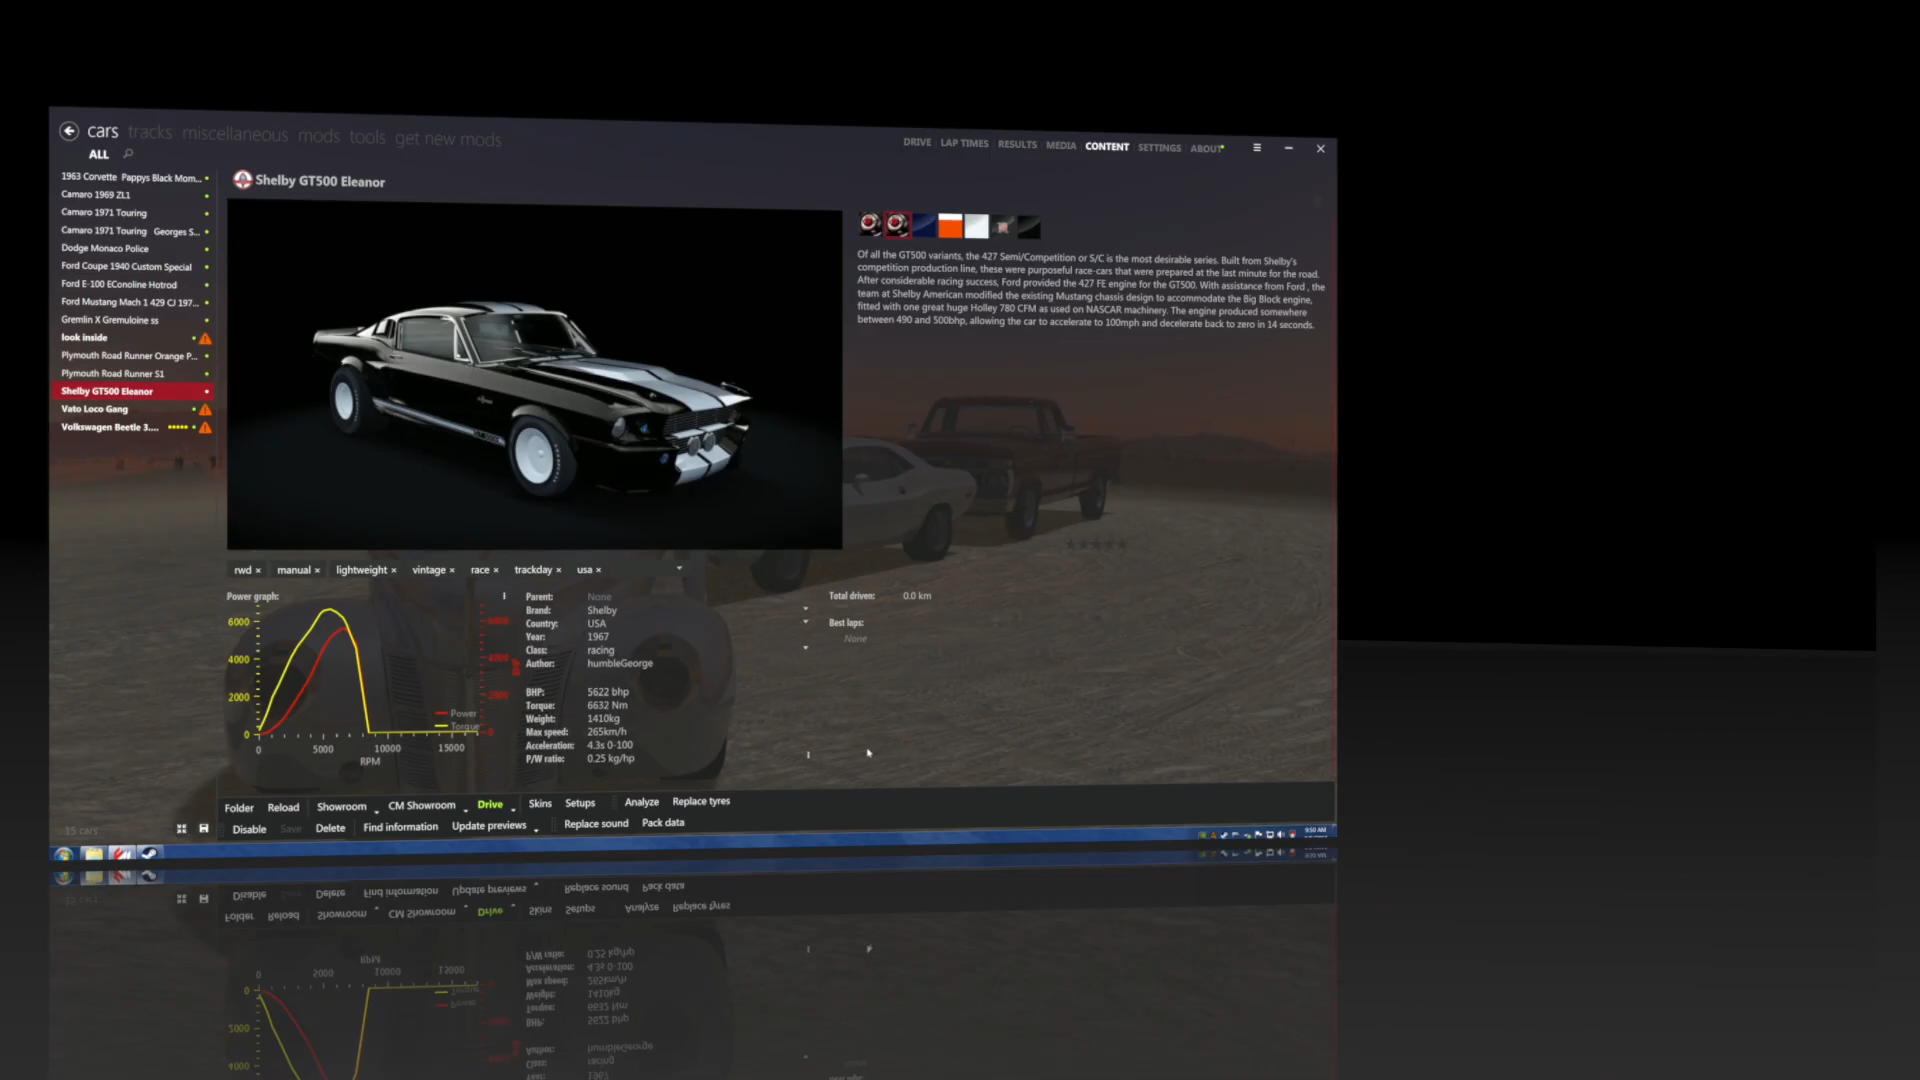 cars tracks miscellaneous mods tools get new mods
DRIVE LAP TIMES RESULTS MEDIA CONTENT SETTINGS ABOUT
ALL
1963 Corvette Pappys Black Mom...
Camaro 1969 ZL1
Camaro 1971 Touring
Camaro 1971 Touring Georges S...
Dodge Monaco Police
Ford Coupe 1940 Custom Special
Ford E-100 EConoline Hotrod
Ford Mustang Mach 1 429 CJ 197...
Gremlin X Gremuloine ss
look inside
Plymouth Road Runner Orange P...
Plymouth Road Runner S1
Shelby GT500 Eleanor
Vato Loco Gang
Volkswagen Beetle 3....
15 cars
Shelby GT500 Eleanor
Of all the GT500 variants, the 427 Semi/Competition or S/C is the most desirable series. Built from Shelby's
competition production line, these were purposeful race-cars that were prepared at the last minute for the road.
After considerable racing success, Ford provided the 427 FE engine for the GT500. With assistance from Ford , the
team at Shelby American modified the existing Mustang chassis design to accommodate the Big Block engine,
fitted with one great huge Holley 780 CFM as used on NASCAR machinery. The engine produced somewhere
between 490 and 500bhp, allowing the car to accelerate to 100mph and decelerate back to zero in 14 seconds.
rwd × manual × lightweight × vintage × race × trackday × usa ×
Power graph:
6000
4000
2000
0
0 5000 10000 15000
RPM
Power
Torque
Parent: None
Brand: Shelby
Country: USA
Year: 1967
Class: racing
Author: humbleGeorge
BHP: 5622 bhp
Torque: 6632 Nm
Weight: 1410kg
Max speed: 265km/h
Acceleration: 4.3s 0-100
P/W ratio: 0.25 kg/hp
Total driven: 0.0 km
Best laps:
None
Folder Reload Showroom CM Showroom Drive Skins Setups Analyze Replace tyres
Disable Save Delete Find information Update previews Replace sound Pack data
9:50 AM